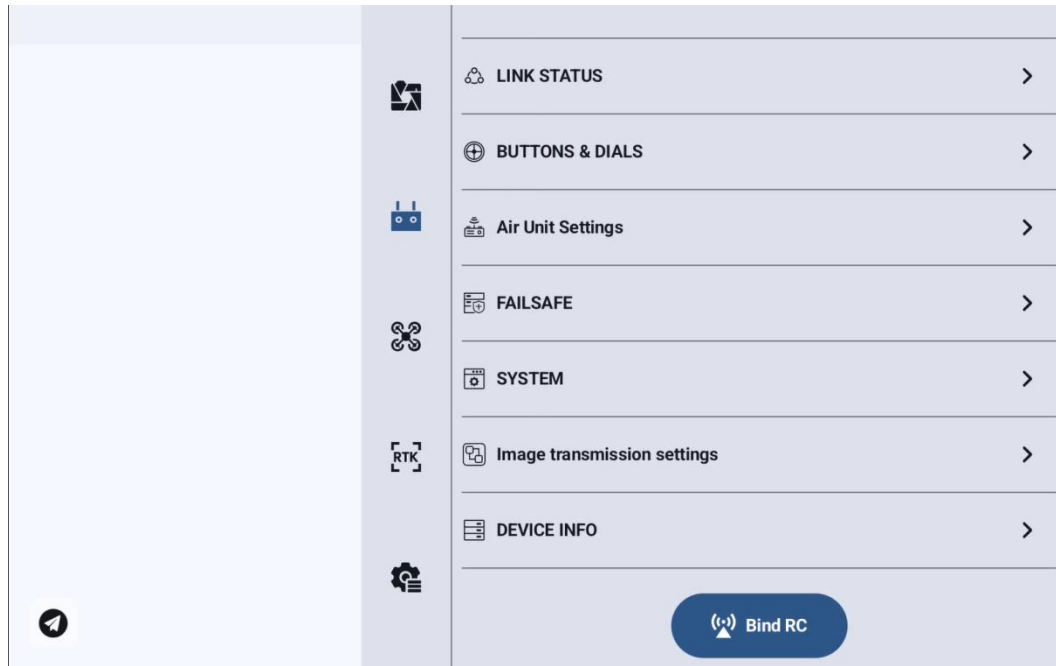 LINK STATUS
BUTTONS & DIALS
Air Unit Settings
FAILSAFE
SYSTEM
RTK
Image transmission settings
DEVICE INFO
Bind RC